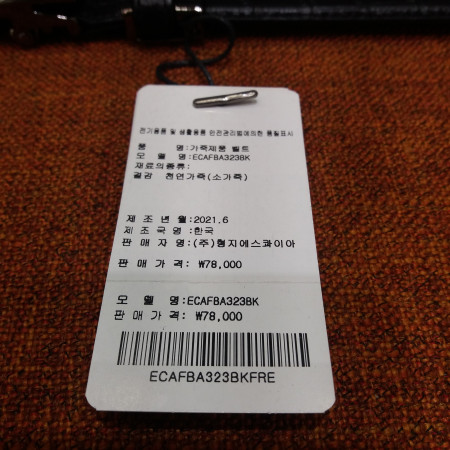 전기용품 및 생활용품 안전관리법에의한 품질표시
품 명:가죽제품 벨트
모 델 명:ECAFBA323BK
재료의종류:
겉감 천연가죽(소가죽)
제 조 년 월:2021.6
제 조 국 명:한국
판 매 자 명:(주)형지에스콰이아
판 매 가 격: ₩78,000
모 델 명:ECAFBA323BK
판 매 가 격: ₩78,000
ECAFBA323BKFRE